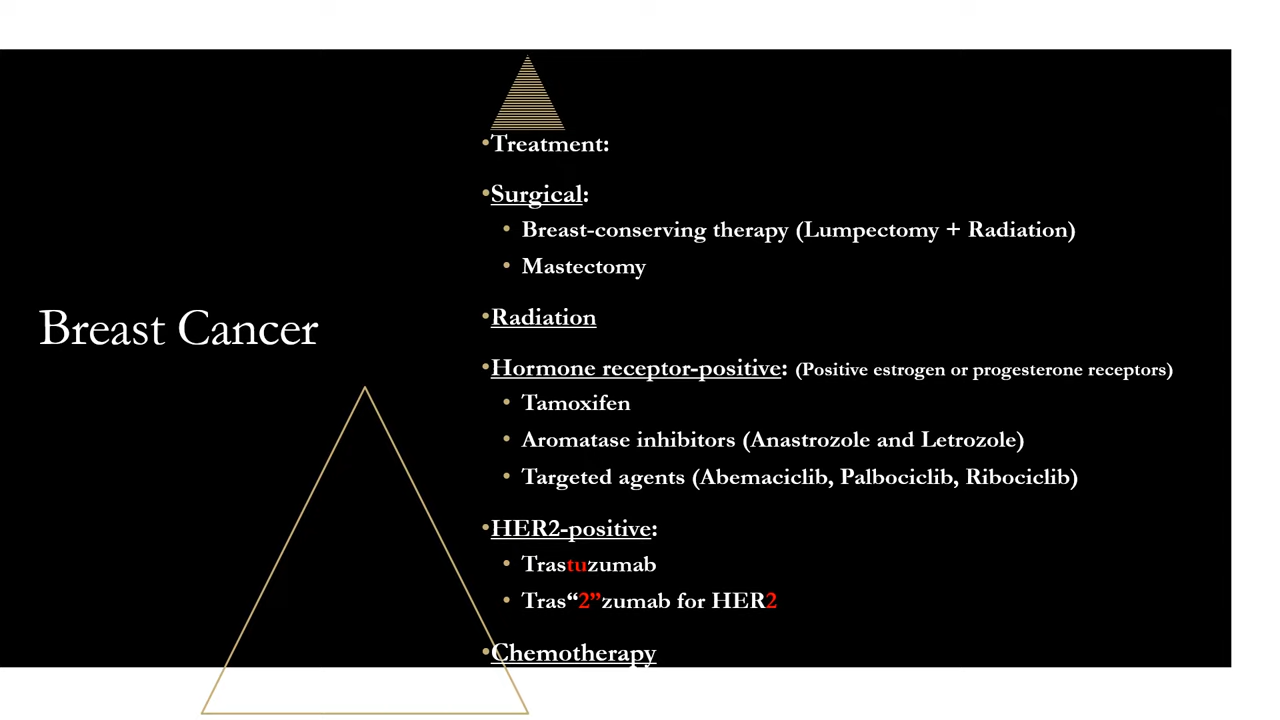 Breast Cancer
•Treatment:
•Surgical:
• Breast-conserving therapy (Lumpectomy + Radiation)
• Mastectomy
•Radiation
•Hormone receptor-positive: (Positive estrogen or progesterone receptors)
• Tamoxifen
• Aromatase inhibitors (Anastrozole and Letrozole)
• Targeted agents (Abemaciclib, Palbociclib, Ribociclib)
•HER2-positive:
• Trastuzumab
• Tras“2”zumab for HER2
•Chemotherapy